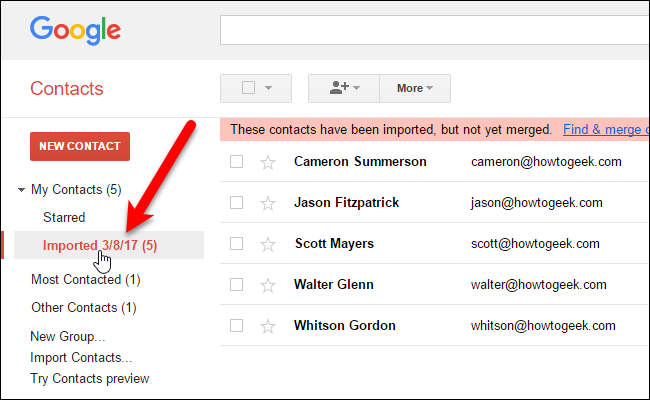 Google
Contacts
More
NEW CONTACT
These contacts have been imported, but not yet merged. Find & merge
My Contacts (5)
Starred
Imported 3/8/17 (5)
Most Contacted (1)
Other Contacts (1)
New Group...
Import Contacts...
Try Contacts preview
Cameron Summerson cameron@howtogeek.com
Jason Fitzpatrick jason@howtogeek.com
Scott Mayers scott@howtogeek.com
Walter Glenn walter@howtogeek.com
Whitson Gordon whitson@howtogeek.com